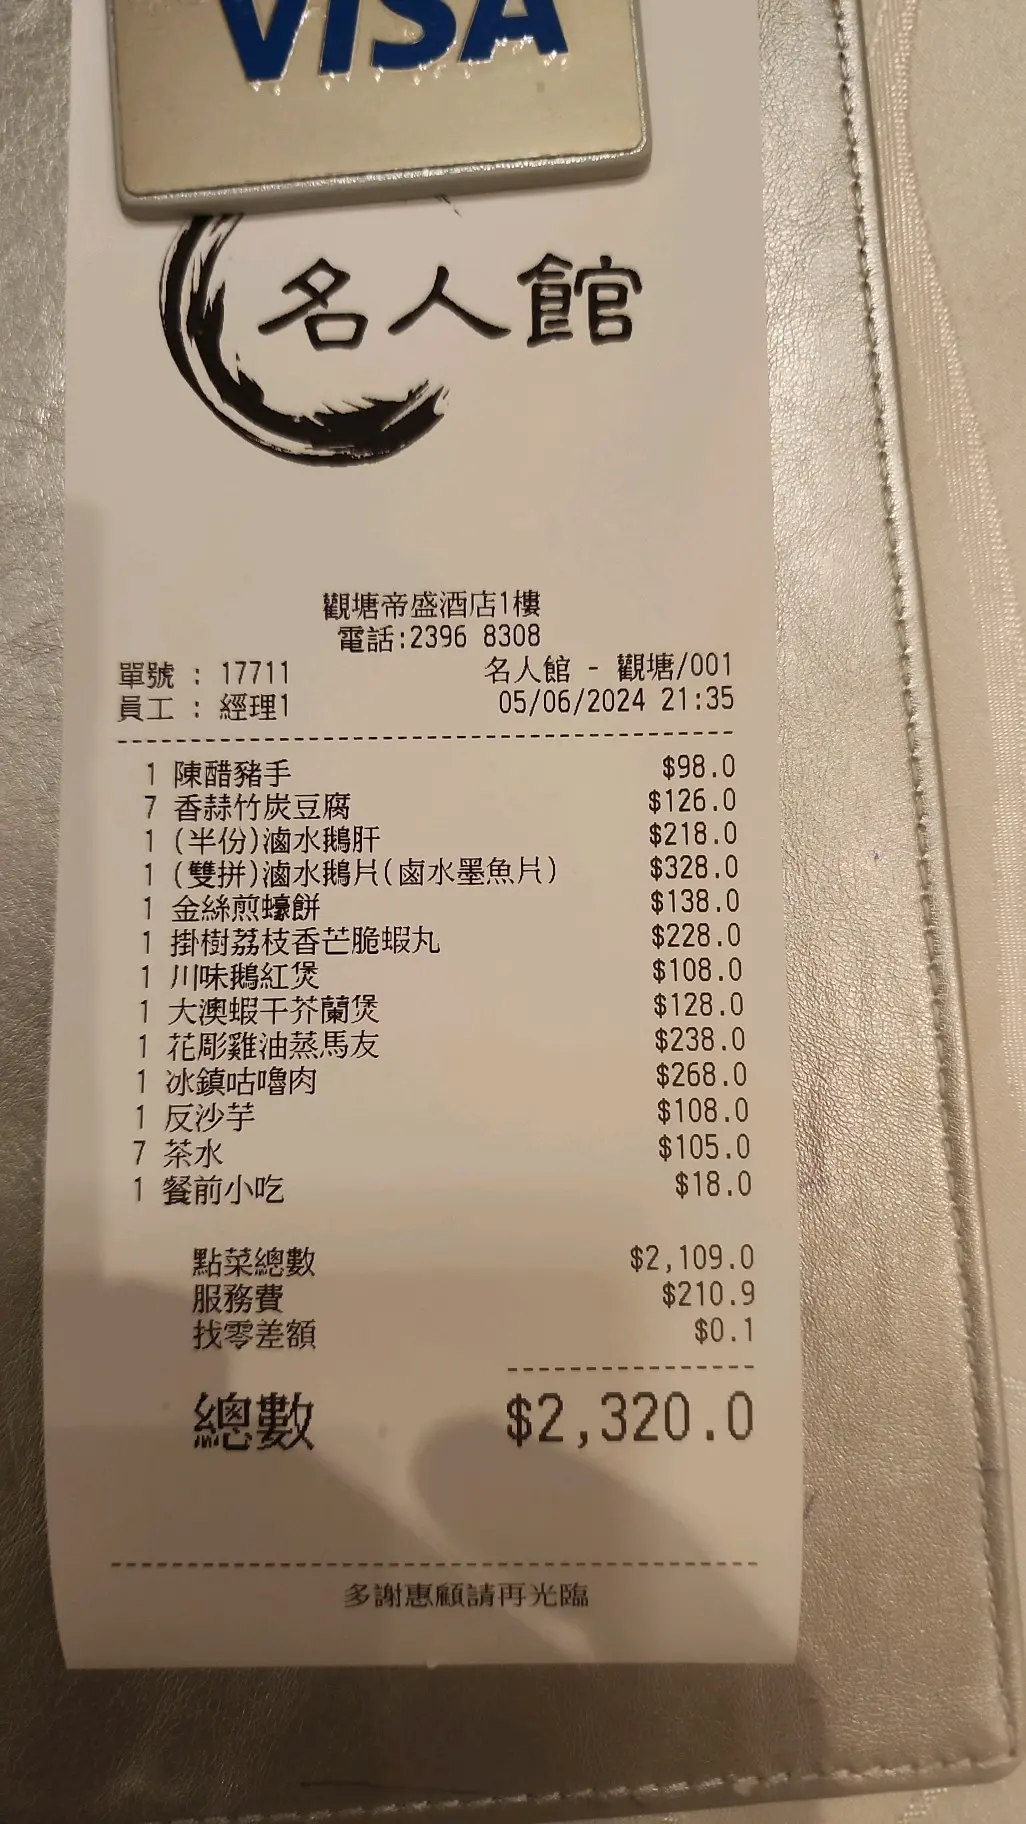 VISA
名人館
觀塘帝盛酒店1樓
電話:2396 8308
單號 : 17711 名人館 - 觀塘/001
員工 : 經理1 05/06/2024 21:35
1 陳醋豬手 $98.0
7 香蒜竹炭豆腐 $126.0
1 (半份)滷水鵝肝 $218.0
1 (雙拼)滷水鵝片(鹵水墨魚片) $328.0
1 金絲煎蠔餅 $138.0
1 掛樹荔枝香芒脆蝦丸 $228.0
1 川味鵝紅煲 $108.0
1 大澳蝦干芥蘭煲 $128.0
1 花彫雞油蒸馬友 $238.0
1 冰鎮咕嚕肉 $268.0
1 反沙芋 $108.0
7 茶水 $105.0
1 餐前小吃 $18.0
點菜總數 $2,109.0
服務費 $210.9
找零差額 $0.1
總數 $2,320.0
多謝惠顧請再光臨